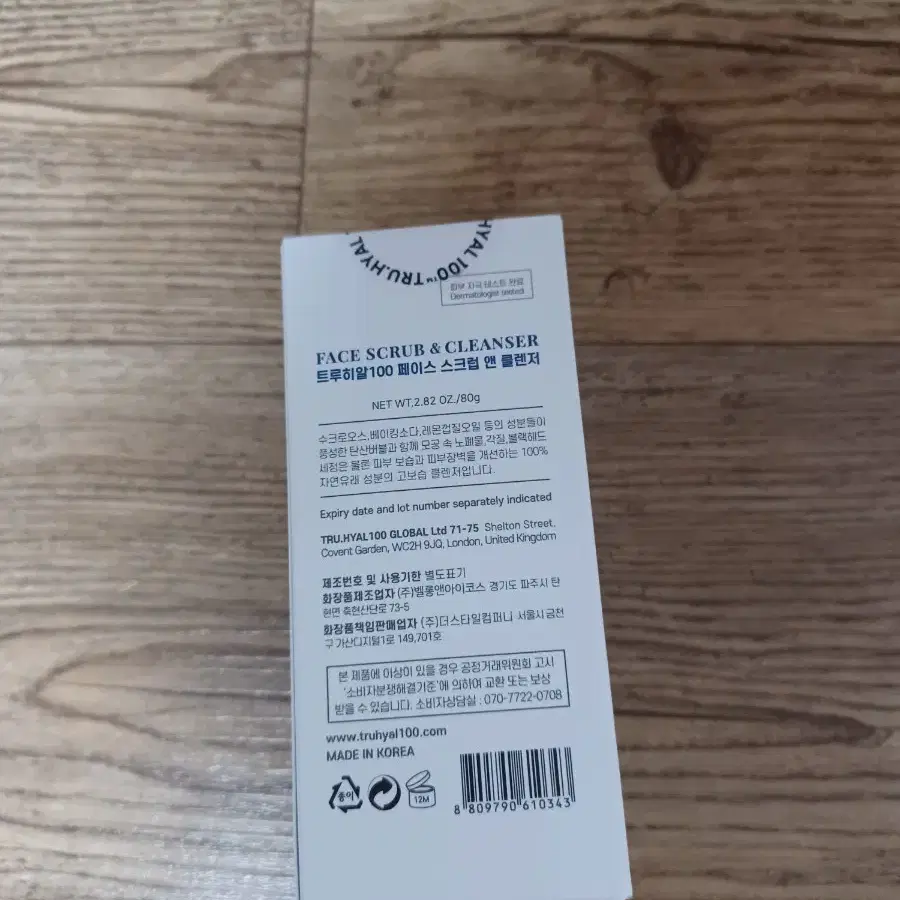 TRU.HYAL 100™ TRU.HYAL
피부 자극 테스트 완료
Dermatologist tested
FACE SCRUB & CLEANSER
트루히알100 페이스 스크럽 앤 클렌저
NET WT,2.82 OZ./80g
수크로오스,베이킹소다,레몬껍질오일 등의 성분들이
풍성한 탄산버블과 함께 모공 속 노폐물,각질,블랙헤드
세정은 물론 피부 보습과 피부장벽을 개선하는 100%
자연유래 성분의 고보습 클렌저입니다.
Expiry date and lot number separately indicated
TRU.HYAL100 GLOBAL Ltd 71-75 Shelton Street,
Covent Garden, WC2H 9JQ, London, United Kingdom
제조번호 및 사용기한 별도표기
화장품제조업자 (주)벨롱앤아이코스 경기도 파주시 탄
현면 축현산단로 73-5
화장품책임판매업자 (주)더스타일컴퍼니 서울시 금천
구 가산디지털1로 149,701호
본 제품에 이상이 있을 경우 공정거래위원회 고시
'소비자분쟁해결기준'에 의하여 교환 또는 보상
받을 수 있습니다. 소비자상담실 : 070-7722-0708
www.truhyal100.com
MADE IN KOREA
종이
12M
8 809790 610343